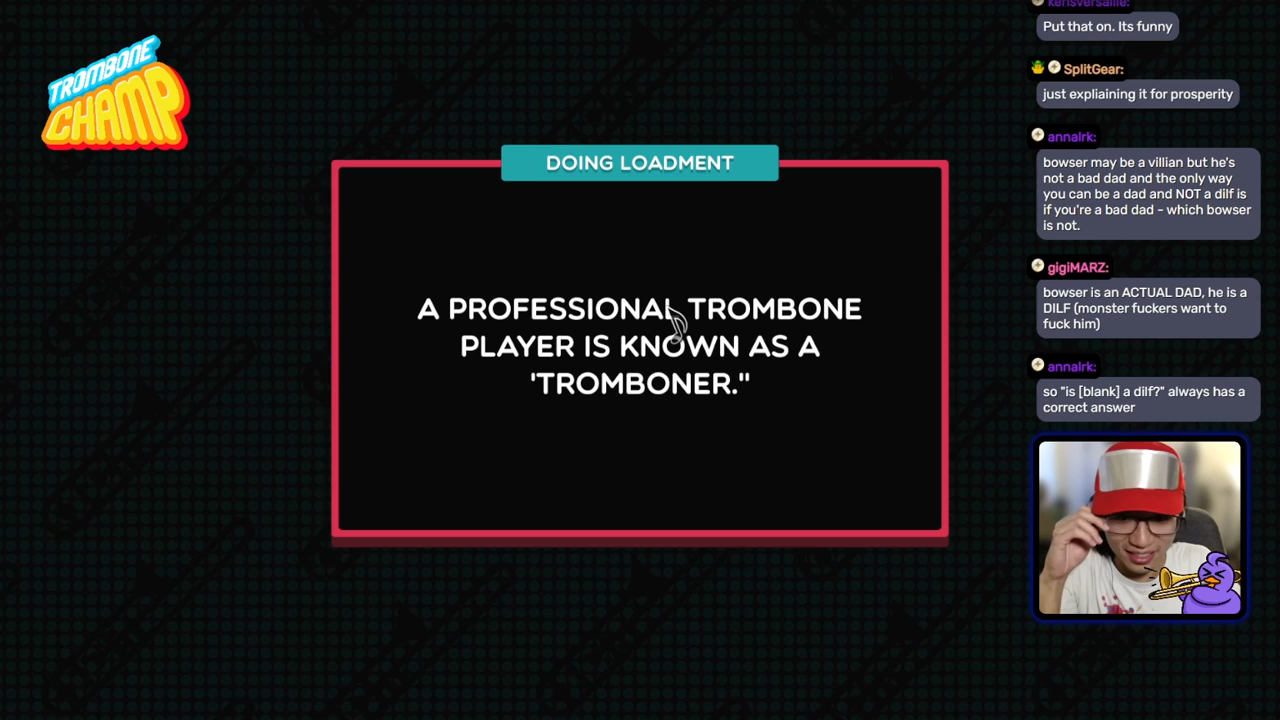 TROMBONE
CHAMP
DOING LOADMENT
A PROFESSIONAL TROMBONE
PLAYER IS KNOWN AS A
'TROMBONER."
kerisversaille:
Put that on. Its funny
SplitGear:
just expliaining it for prosperity
annalrk:
bowser may be a villian but he's
not a bad dad and the only way
you can be a dad and NOT a dilf is
if you're a bad dad - which bowser
is not.
gigiMARZ:
bowser is an ACTUAL DAD, he is a
DILF (monster fuckers want to
fuck him)
annalrk:
so "is [blank] a dilf?" always has a
correct answer